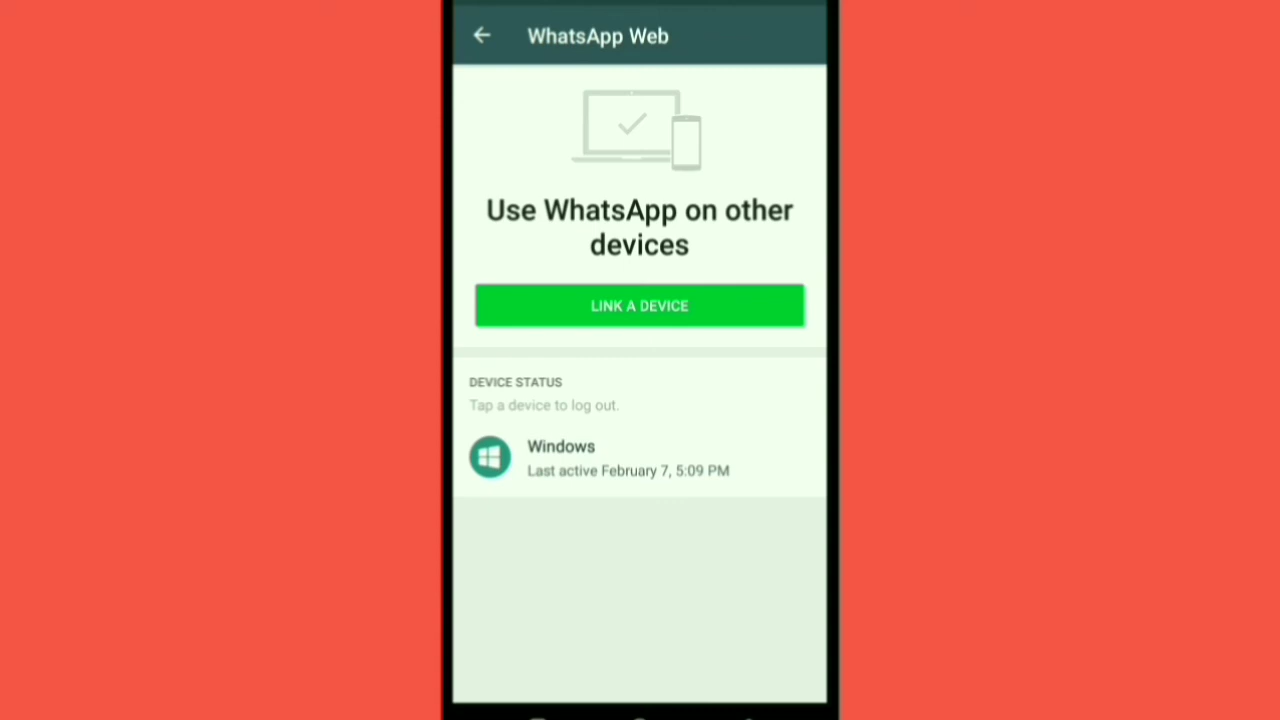 WhatsApp Web
Use WhatsApp on other
devices
LINK A DEVICE
DEVICE STATUS
Tap a device to log out.
Windows
Last active February 7, 5:09 PM